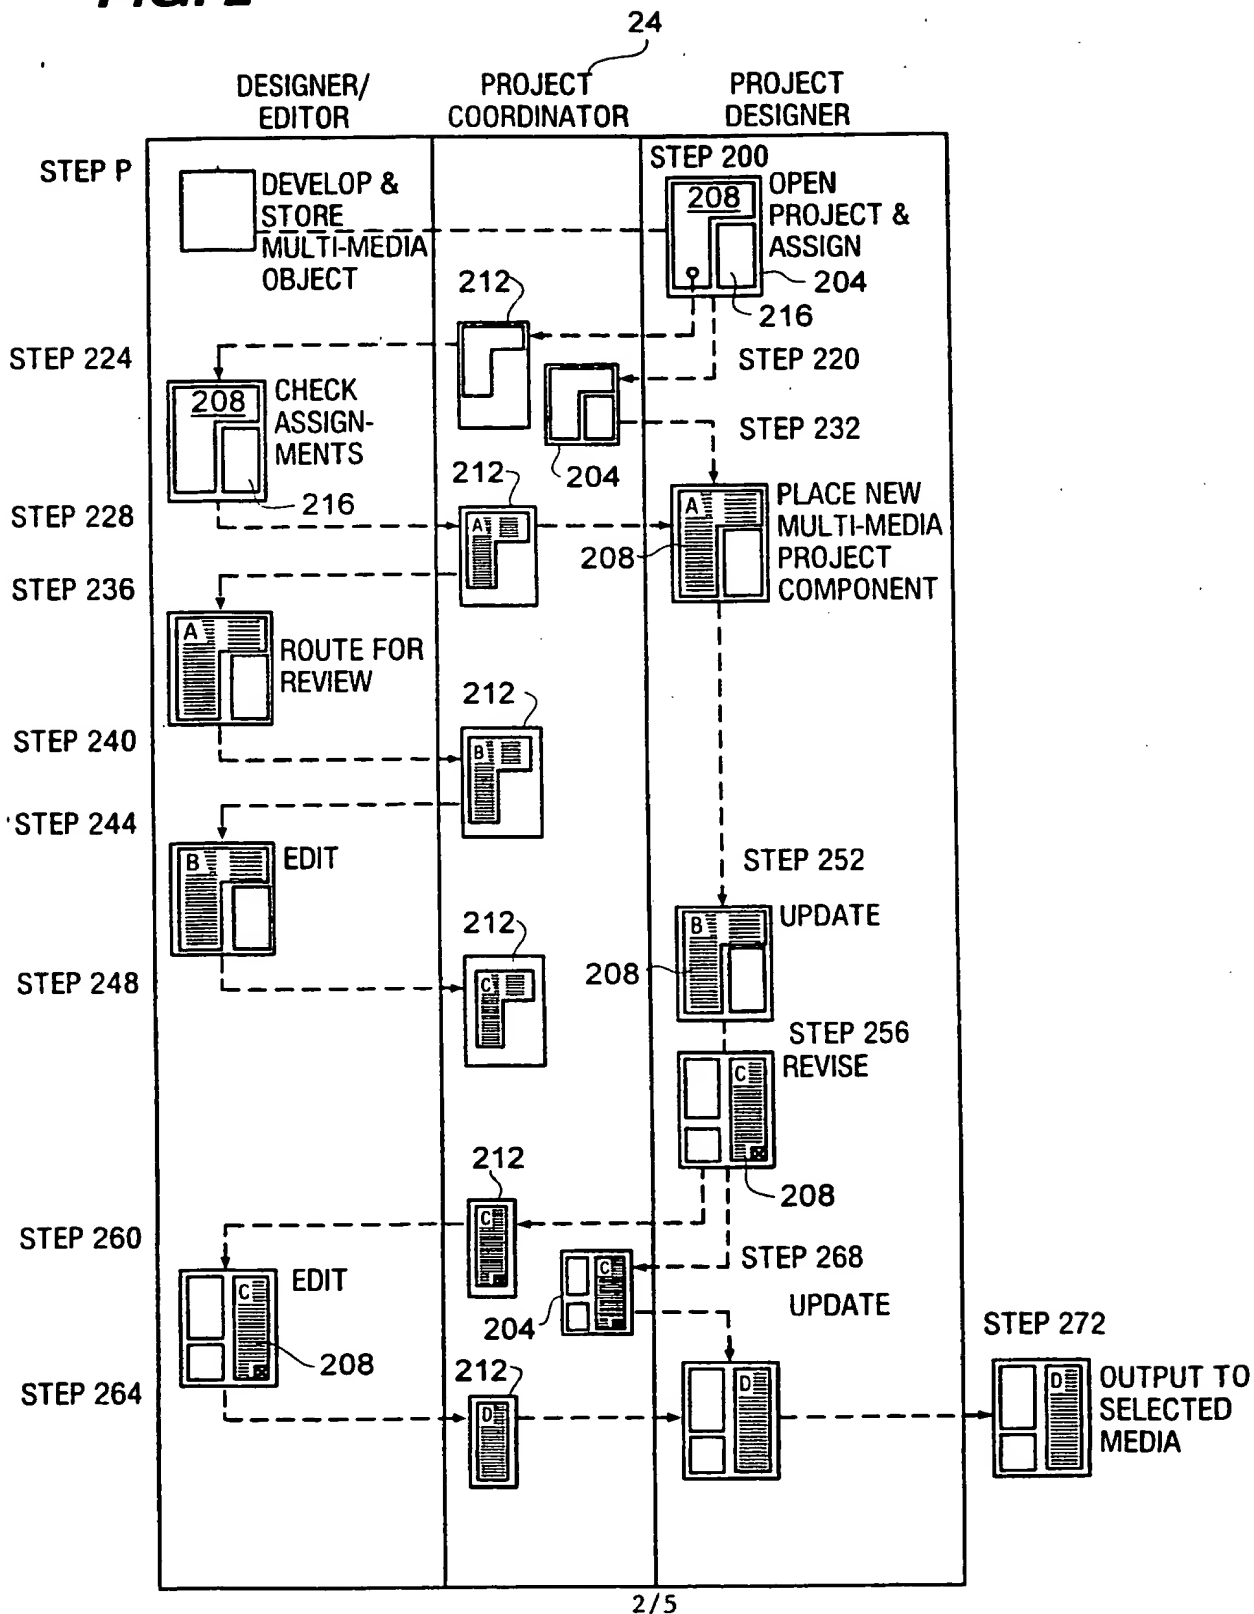 FIG. 2
24
DESIGNER/
EDITOR
PROJECT
COORDINATOR
PROJECT
DESIGNER
STEP P
DEVELOP &
STORE
MULTI-MEDIA
OBJECT
STEP 200
208
OPEN
PROJECT &
ASSIGN
204
216
212
STEP 224
STEP 220
208
CHECK
ASSIGN-
MENTS
216
204
STEP 232
212
STEP 228
A
A
208
PLACE NEW
MULTI-MEDIA
PROJECT
COMPONENT
STEP 236
A
ROUTE FOR
REVIEW
212
STEP 240
B
STEP 244
B
EDIT
STEP 252
B
UPDATE
208
212
STEP 248
C
STEP 256
REVISE
C
208
212
C
STEP 260
STEP 268
C
204
UPDATE
C
EDIT
208
STEP 264
212
D
D
STEP 272
D
OUTPUT TO
SELECTED
MEDIA
2/5